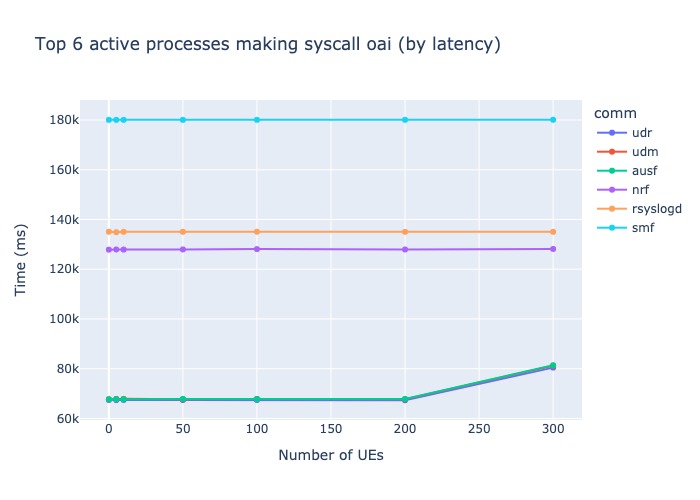 Top 6 active processes making syscall oai (by latency)
180k
160k
140k
120k
100k
80k
60k
Time (ms)
0
50
100
150
200
250
300
Number of UEs
comm
udr
udm
ausf
nrf
rsyslogd
smf